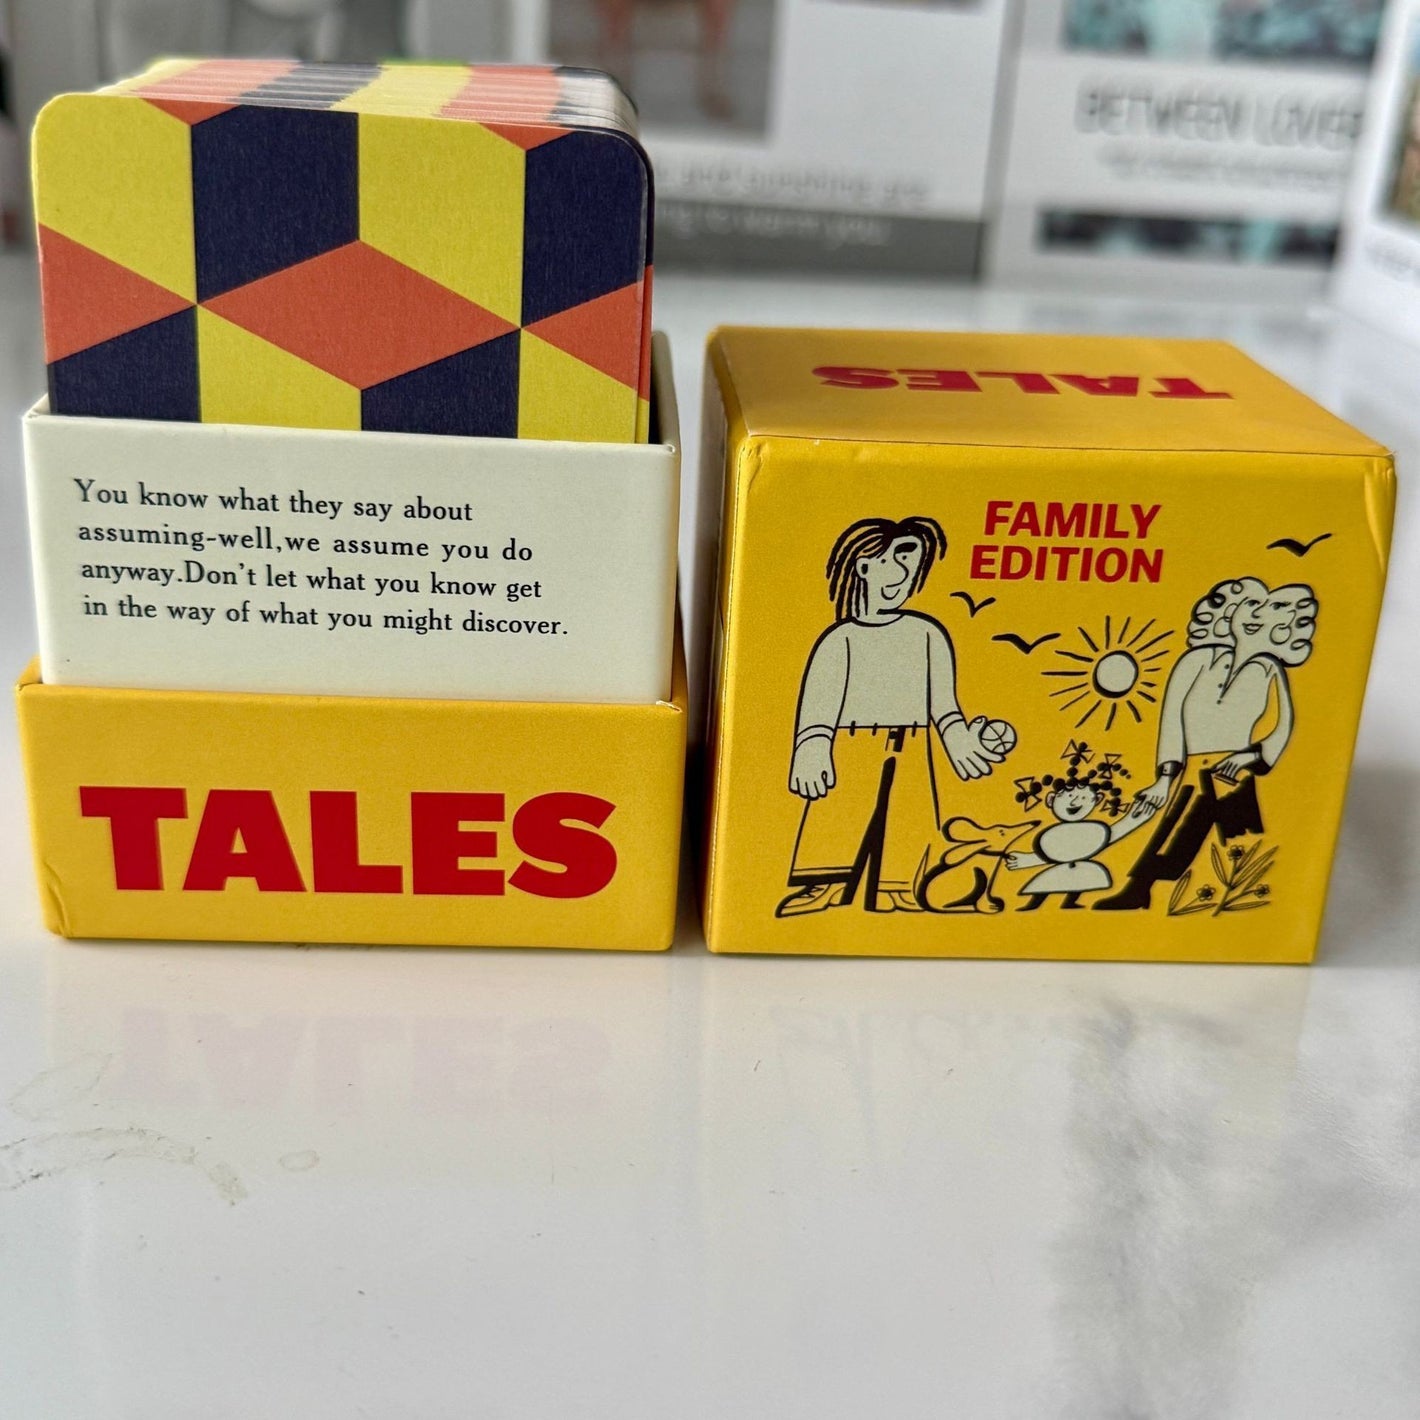 You know what they say about
assuming-well,we assume you do
anyway.Don't let what you know get
in the way of what you might discover.
TALES
TALES
FAMILY
EDITION
BETWEEN LOVERS